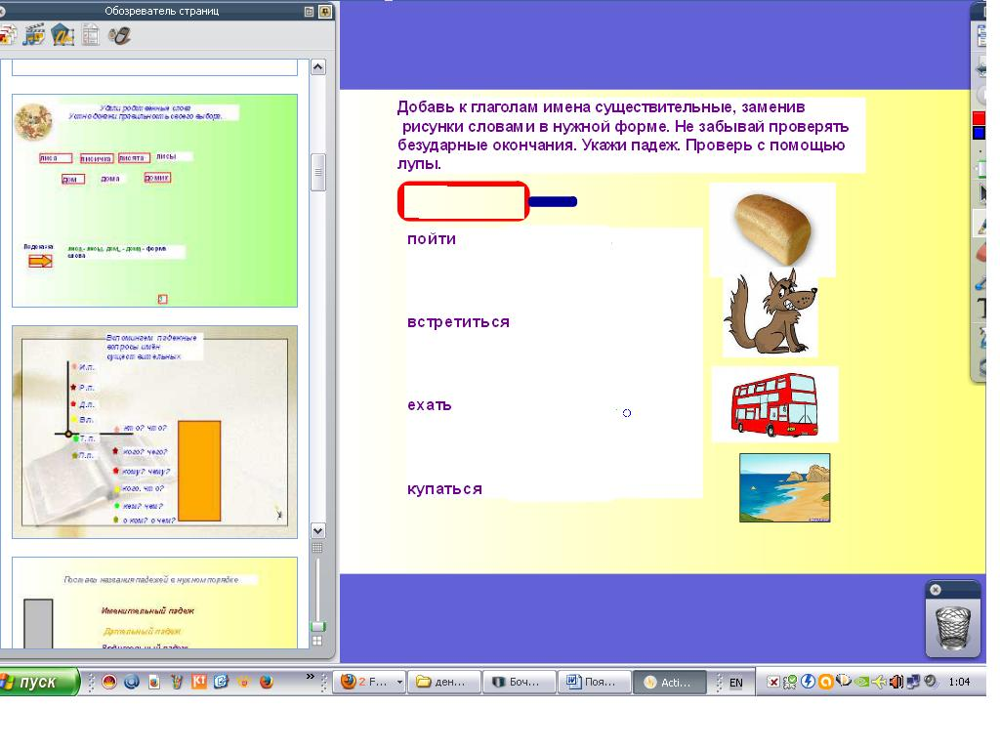 Обозреватель страниц
Удали родственные слова
Устно докажи правильность своего выбора.
лиса лисичка лисята лисы
дом дома домик
Подсказка
лиса - лисы, дом - дома - форма
слова
Вспоминаем падежные
вопросы имён
существительных
И.п.
Р.п.
Д.п.
В.п.
Т.п.
П.п.
кто? что?
кого? чего?
кому? чему?
кого, что?
кем? чем?
о ком? о чем?
Поставь названия падежей в нужном порядке
Именительный падеж
Дательный падеж
Добавь к глаголам имена существительные, заменив
рисунки словами в нужной форме. Не забывай проверять
безударные окончания. Укажи падеж. Проверь с помощью
лупы.
пойти
встретиться
ехать
купаться
пуск
2 F...
ден...
Боч...
Поя...
Acti...
EN
1:04